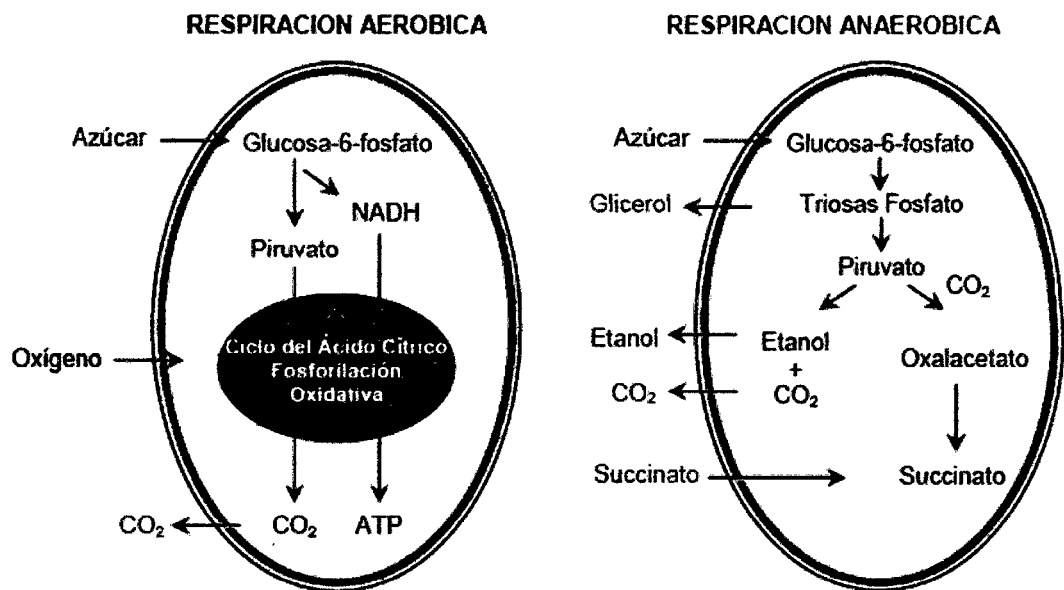 RESPIRACION AEROBICA
Azúcar
Glucosa-6-fosfato
NADH
Piruvato
Oxígeno
Ciclo del Ácido Cítrico
Fosforilación
Oxidativa
CO₂
CO₂
ATP
RESPIRACION ANAEROBICA
Azúcar
Glucosa-6-fosfato
Glicerol
Triosas Fosfato
Piruvato
CO₂
Etanol
Etanol
+
CO₂
CO₂
Oxalacetato
Succinato
Succinato